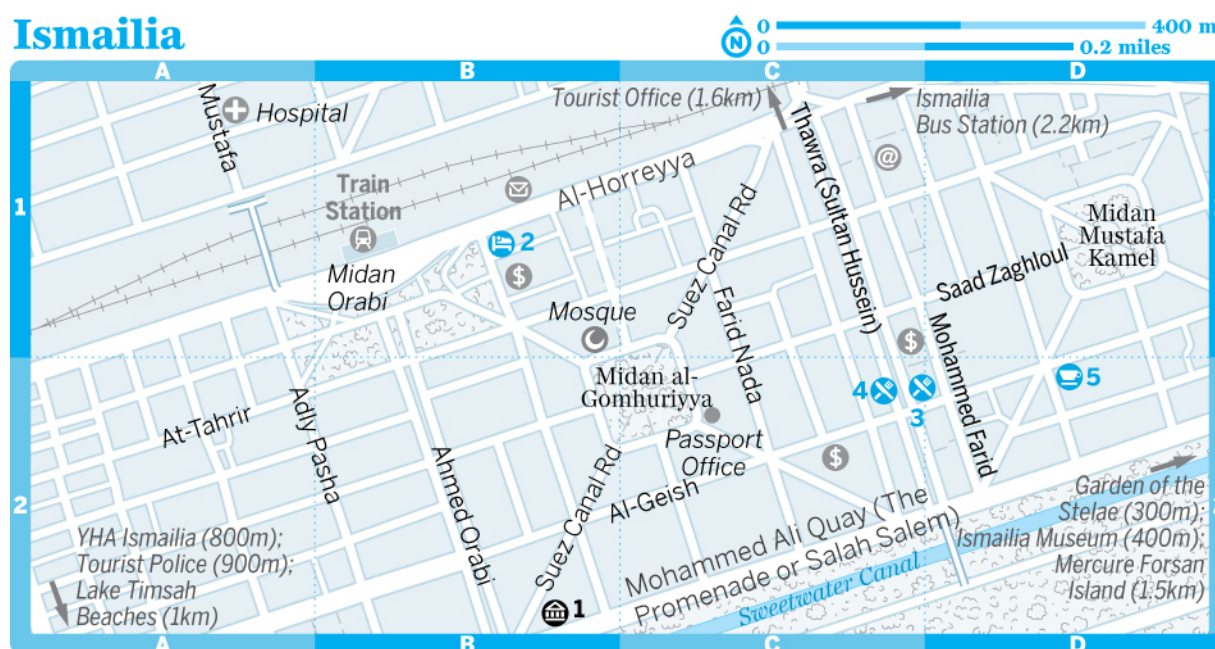 Ismailia
N
0 400 m
0 0.2 miles
A B C D
1
Mustafa
Hospital
Tourist Office (1.6km)
Ismailia
Bus Station (2.2km)
Thawra (Sultan Hussein)
@
Train
Station
Al-Horreyya
2
$
Midan
Orabi
Suez Canal Rd
Midan
Mustafa
Kamel
Saad Zaghloul
Mosque
Farid Nada
$
Mohammed Farid
2
Midan al-
Gomhuriyya
4
3
5
At-Tahrir
Adly Pasha
Passport
Office
$
Ahmed Orabi
Suez Canal Rd
Al-Geish
Mohammed Ali Quay (The
Promenade or Salah Salem)
Sweetwater Canal
Garden of the
Stelae (300m);
Ismailia Museum (400m);
Mercure Forsan
Island (1.5km)
YHA Ismailia (800m);
Tourist Police (900m);
Lake Timsah
Beaches (1km)
1
A B C D